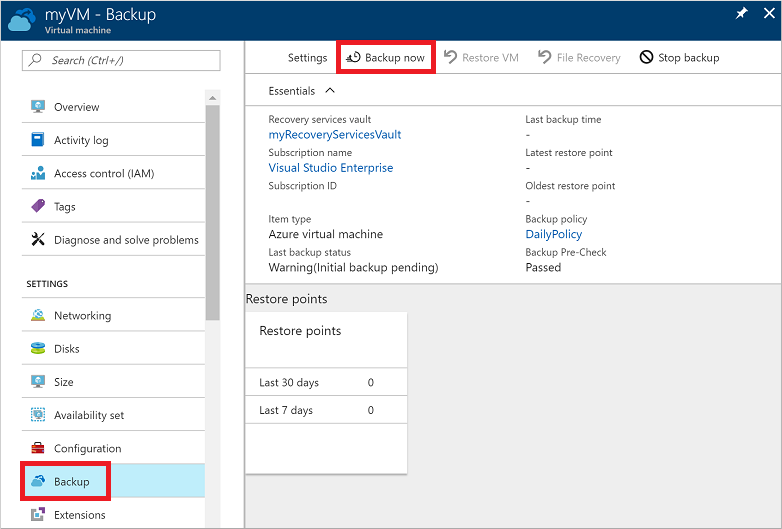 myVM - Backup
Virtual machine
Search (Ctrl+/)
Overview
Activity log
Access control (IAM)
Tags
Diagnose and solve problems
SETTINGS
Networking
Disks
Size
Availability set
Configuration
Backup
Extensions
Settings Backup now Restore VM File Recovery Stop backup
Essentials
Recovery services vault
myRecoveryServicesVault
Subscription name
Visual Studio Enterprise
Subscription ID
Item type
Azure virtual machine
Last backup status
Warning(Initial backup pending)
Last backup time
-
Latest restore point
-
Oldest restore point
-
Backup policy
DailyPolicy
Backup Pre-Check
Passed
Restore points
Restore points
Last 30 days 0
Last 7 days 0